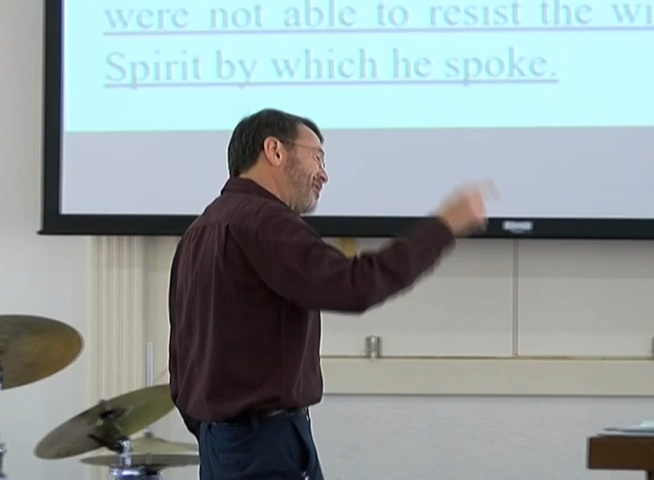 were not able to resist the
Spirit by which he spoke.